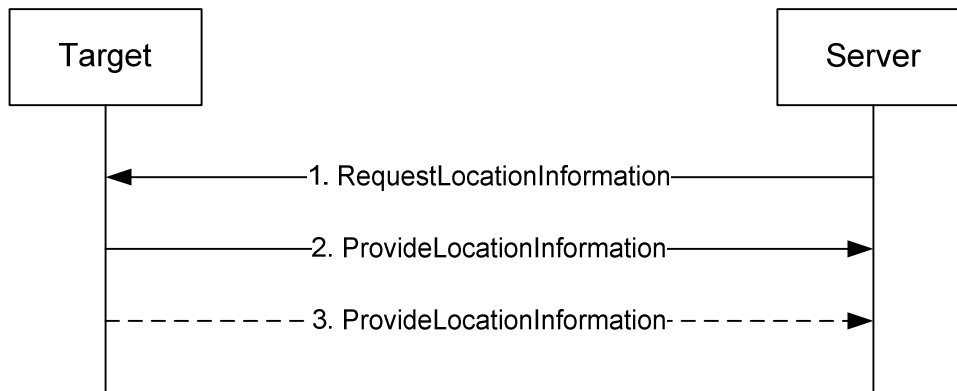 Target
Server
1. RequestLocationInformation
2. ProvideLocationInformation
3. ProvideLocationInformation